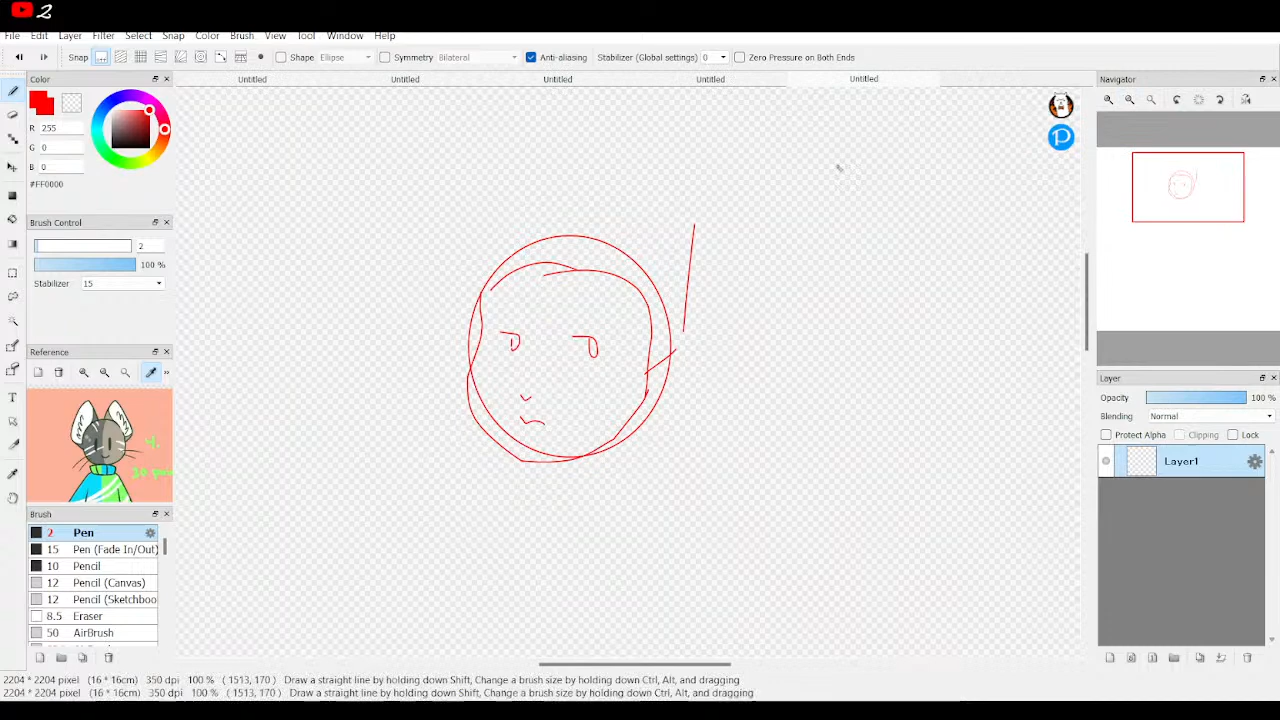 2
File Edit Layer Filter Select Snap Color Brush View Tool Window Help
Snap Shape Ellipse Symmetry Bilateral Anti-aliasing Stabilizer (Global settings) 0 Zero Pressure on Both Ends
Color
Untitled Untitled Untitled Untitled Untitled
Navigator
R 255
G 0
B 0
#FF0000
Brush Control
2
100 %
Stabilizer 15
Reference
4.
Brush
2 Pen
15 Pen (Fade In/Out)
10 Pencil
12 Pencil (Canvas)
12 Pencil (Sketchboo
8.5 Eraser
50 AirBrush
Layer
Opacity 100 %
Blending Normal
Protect Alpha Clipping Lock
Layer1
2204 * 2204 pixel (16 * 16cm) 350 dpi 100 % ( 1513, 170 ) Draw a straight line by holding down Shift, Change a brush size by holding down Ctrl, Alt, and dragging
2204 * 2204 pixel (16 * 16cm) 350 dpi 100 % ( 1513, 170 ) Draw a straight line by holding down Shift, Change a brush size by holding down Ctrl, Alt, and dragging